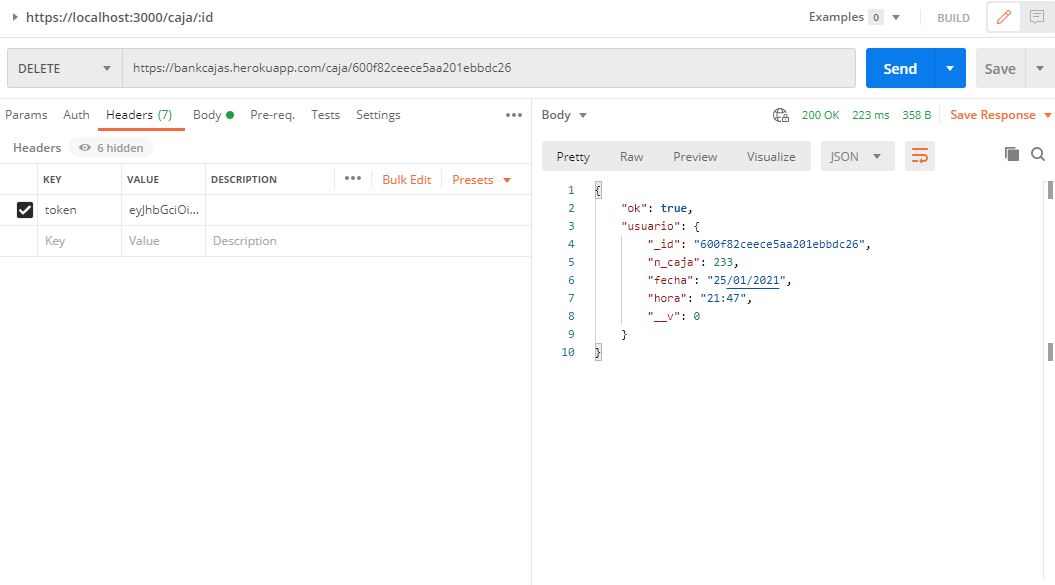 https://localhost:3000/caja/:id
Examples 0
BUILD
DELETE
https://bankcajas.herokuapp.com/caja/600f82ceece5aa201ebbdc26
Send
Save
Params Auth Headers (7) Body Pre-req. Tests Settings
Headers 6 hidden
KEY VALUE DESCRIPTION ••• Bulk Edit Presets
token eyJhbGciOi...
Key Value Description
Body 200 OK 223 ms 358 B Save Response
Pretty Raw Preview Visualize JSON
1 {
2 "ok": true,
3 "usuario": {
4 "_id": "600f82ceece5aa201ebbdc26",
5 "n_caja": 233,
6 "fecha": "25/01/2021",
7 "hora": "21:47",
8 "__v": 0
9 }
10 }